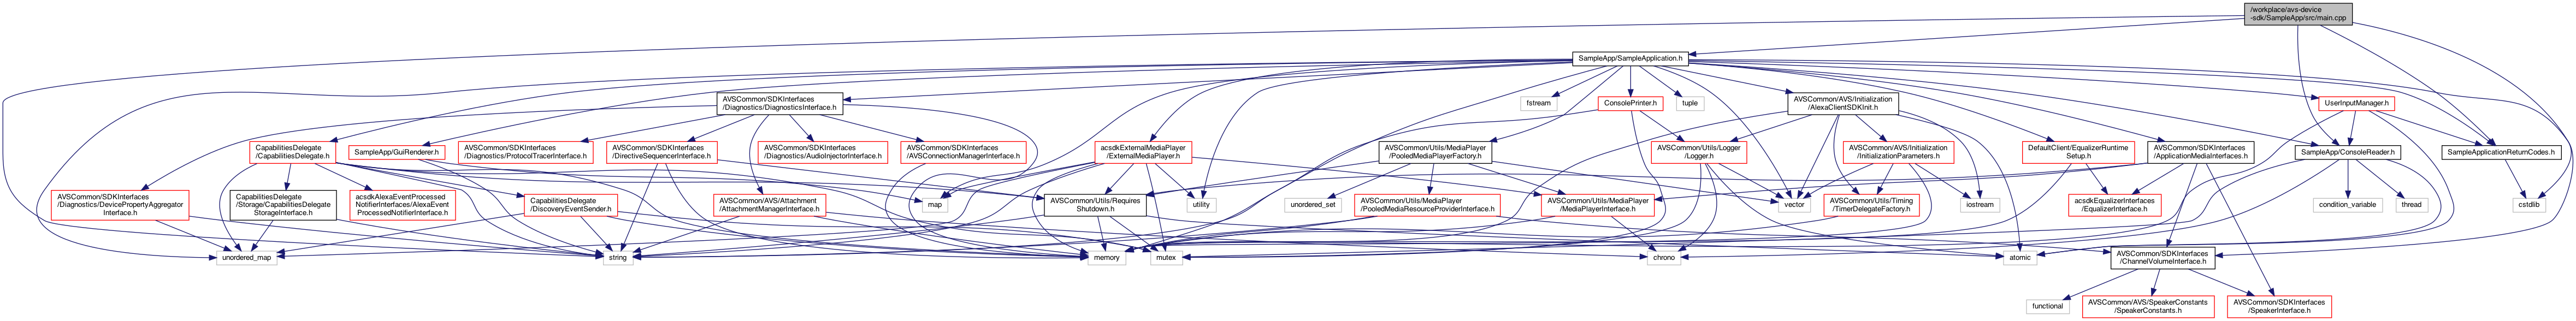 /workplace/avs-device
-sdk/SampleApp/src/main.cpp
SampleApp/SampleApplication.h
AVSCommon/SDKInterfaces
/Diagnostics/DiagnosticsInterface.h
fstream
ConsolePrinter.h
tuple
AVSCommon/AVS/Initialization
/AlexaClientSDKInit.h
UserInputManager.h
CapabilitiesDelegate
/CapabilitiesDelegate.h
SampleApp/GuiRenderer.h
AVSCommon/SDKInterfaces
/Diagnostics/ProtocolTracerInterface.h
AVSCommon/SDKInterfaces
/DirectiveSequencerInterface.h
AVSCommon/SDKInterfaces
/Diagnostics/AudioInjectorInterface.h
AVSCommon/SDKInterfaces
/AVSConnectionManagerInterface.h
acsdkExternalMediaPlayer
/ExternalMediaPlayer.h
AVSCommon/Utils/MediaPlayer
/PooledMediaPlayerFactory.h
AVSCommon/Utils/Logger
/Logger.h
AVSCommon/AVS/Initialization
/InitializationParameters.h
DefaultClient/EqualizerRuntime
Setup.h
AVSCommon/SDKInterfaces
/ApplicationMediaInterfaces.h
SampleApp/ConsoleReader.h
SampleApplicationReturnCodes.h
AVSCommon/SDKInterfaces
/Diagnostics/DevicePropertyAggregator
Interface.h
CapabilitiesDelegate
/Storage/CapabilitiesDelegate
StorageInterface.h
acsdkAlexaEventProcessed
NotifierInterfaces/AlexaEvent
ProcessedNotifierInterface.h
CapabilitiesDelegate
/DiscoveryEventSender.h
AVSCommon/AVS/Attachment
/AttachmentManagerInterface.h
map
AVSCommon/Utils/Requires
Shutdown.h
utility
unordered_set
AVSCommon/Utils/MediaPlayer
/PooledMediaResourceProviderInterface.h
AVSCommon/Utils/MediaPlayer
/MediaPlayerInterface.h
vector
AVSCommon/Utils/Timing
/TimerDelegateFactory.h
iostream
acsdkEqualizerInterfaces
/EqualizerInterface.h
condition_variable
thread
cstdlib
unordered_map
string
memory
mutex
chrono
atomic
AVSCommon/SDKInterfaces
/ChannelVolumeInterface.h
functional
AVSCommon/AVS/SpeakerConstants
/SpeakerConstants.h
AVSCommon/SDKInterfaces
/SpeakerInterface.h